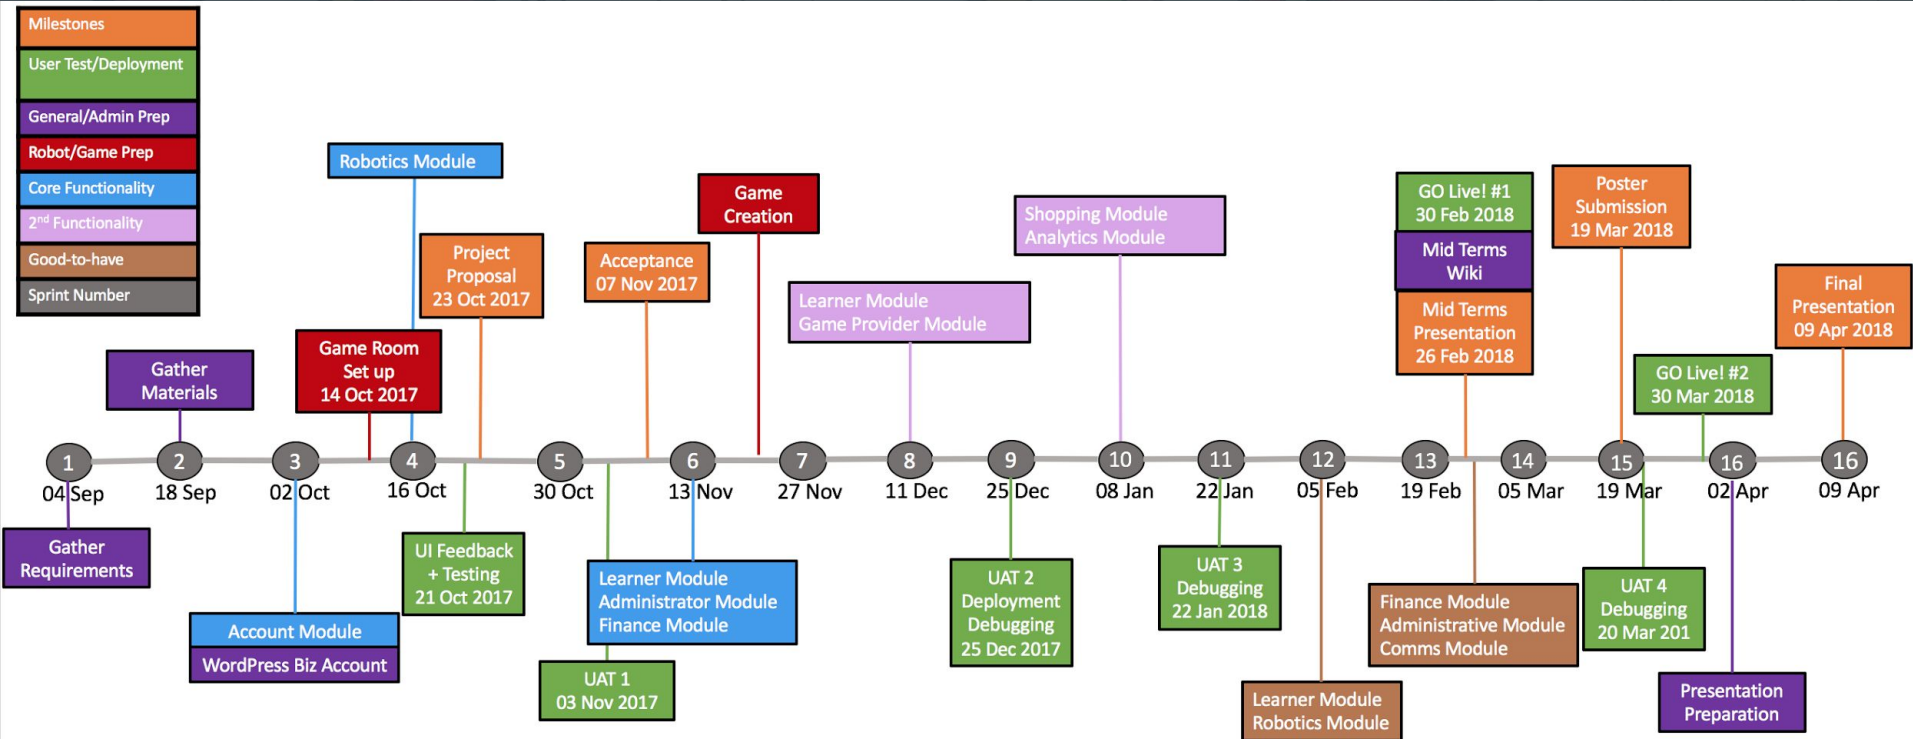 Milestones
User Test/Deployment
General/Admin Prep
Robot/Game Prep
Core Functionality
2nd Functionality
Good-to-have
Sprint Number
Robotics Module
Game
Creation
Project
Proposal
23 Oct 2017
Acceptance
07 Nov 2017
Shopping Module
Analytics Module
Learner Module
Game Provider Module
GO Live! #1
30 Feb 2018
Mid Terms
Wiki
Mid Terms
Presentation
26 Feb 2018
Poster
Submission
19 Mar 2018
Final
Presentation
09 Apr 2018
GO Live! #2
30 Mar 2018
Gather
Materials
Game Room
Set up
14 Oct 2017
1
2
3
4
5
6
7
8
9
10
11
12
13
14
15
16
16
04 Sep
18 Sep
02 Oct
16 Oct
30 Oct
13 Nov
27 Nov
11 Dec
25 Dec
08 Jan
22 Jan
05 Feb
19 Feb
05 Mar
19 Mar
02 Apr
09 Apr
Gather
Requirements
Account Module
WordPress Biz Account
UI Feedback
+ Testing
21 Oct 2017
UAT 1
03 Nov 2017
Learner Module
Administrator Module
Finance Module
UAT 2
Deployment
Debugging
25 Dec 2017
UAT 3
Debugging
22 Jan 2018
Learner Module
Robotics Module
Finance Module
Administrative Module
Comms Module
UAT 4
Debugging
20 Mar 201
Presentation
Preparation